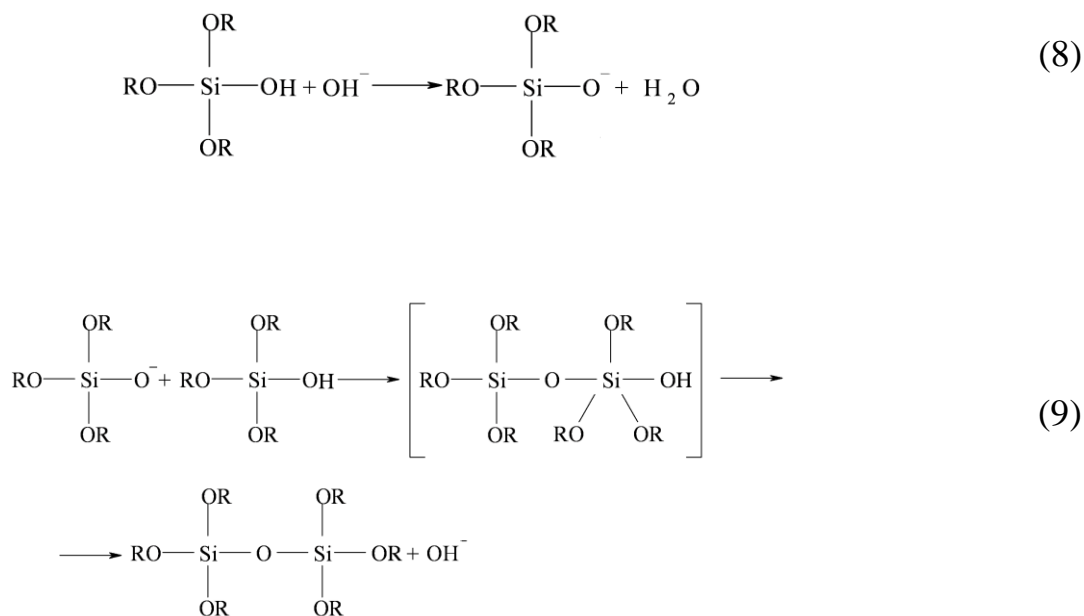 OR OR
RO—Si—OH + OH⁻ → RO—Si—O⁻ + H₂O (8)
OR OR
OR OR OR OR
RO—Si—O⁻ + RO—Si—OH → [RO—Si—O—Si—OH] →
OR OR OR RO OR (9)
OR OR
→ RO—Si—O—Si—OR + OH⁻
OR OR